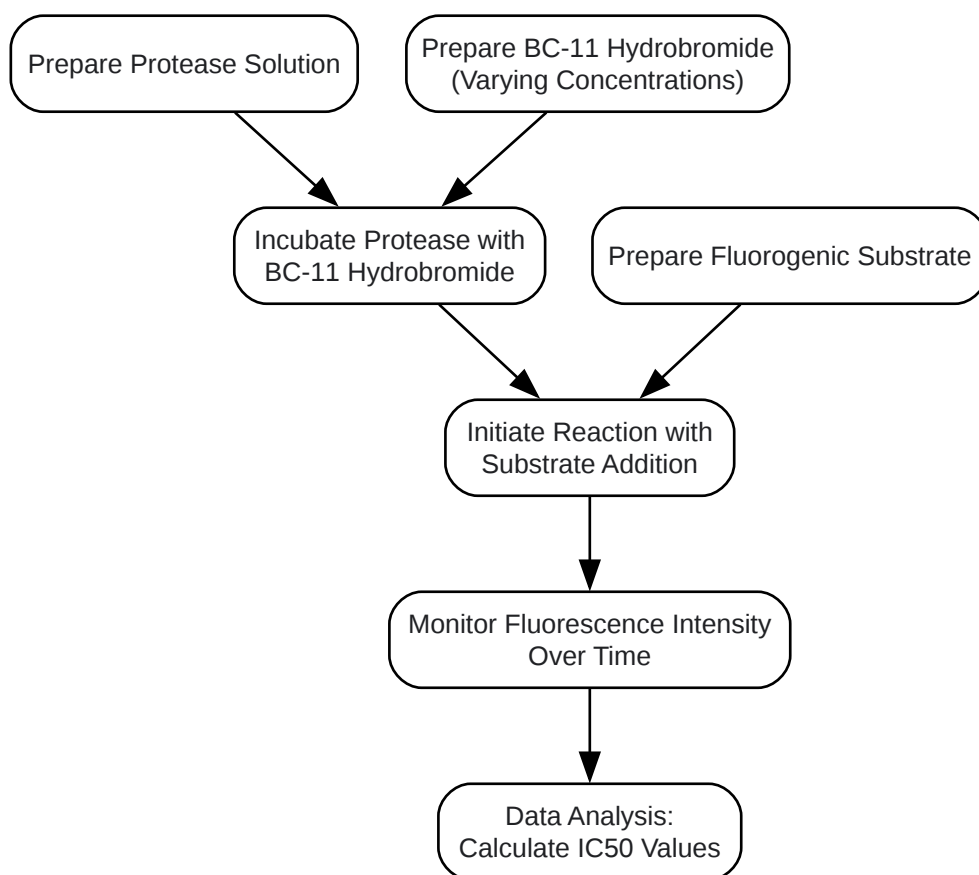 Prepare Protease Solution
Prepare BC-11 Hydrobromide
(Varying Concentrations)
Incubate Protease with
BC-11 Hydrobromide
Prepare Fluorogenic Substrate
Initiate Reaction with
Substrate Addition
Monitor Fluorescence Intensity
Over Time
Data Analysis:
Calculate IC50 Values